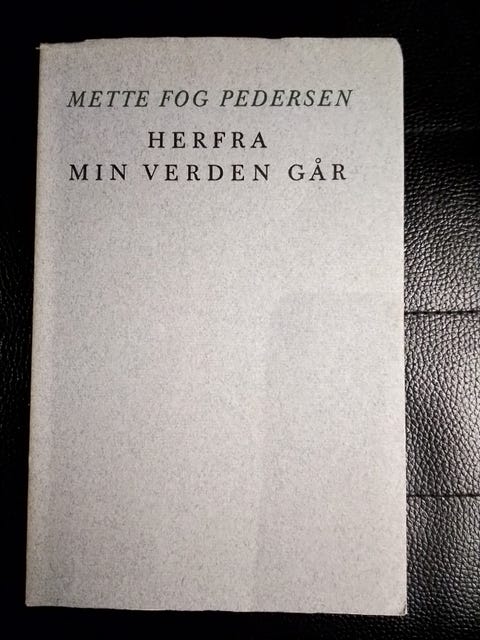 METTE FOG PEDERSEN
HERFRA
MIN VERDEN GÅR